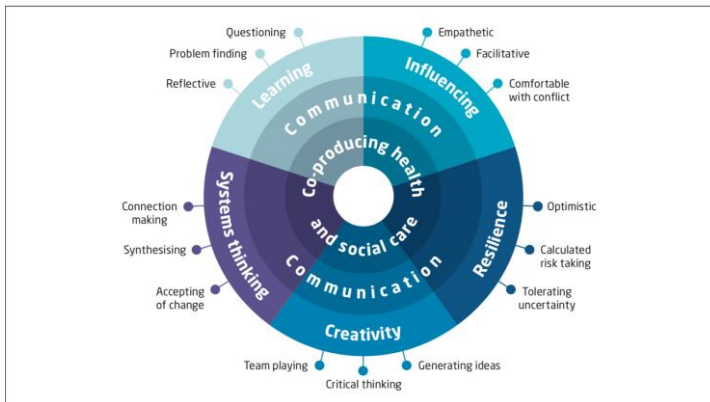 Questioning
Problem finding
Reflective
Learning
Empathetic
Facilitative
Comfortable
with conflict
Influencing
Communication
Co-producing health
and social care
Communication
Systems thinking
Connection
making
Synthesising
Accepting
of change
Resilience
Optimistic
Calculated
risk taking
Tolerating
uncertainty
Creativity
Team playing
Critical thinking
Generating ideas